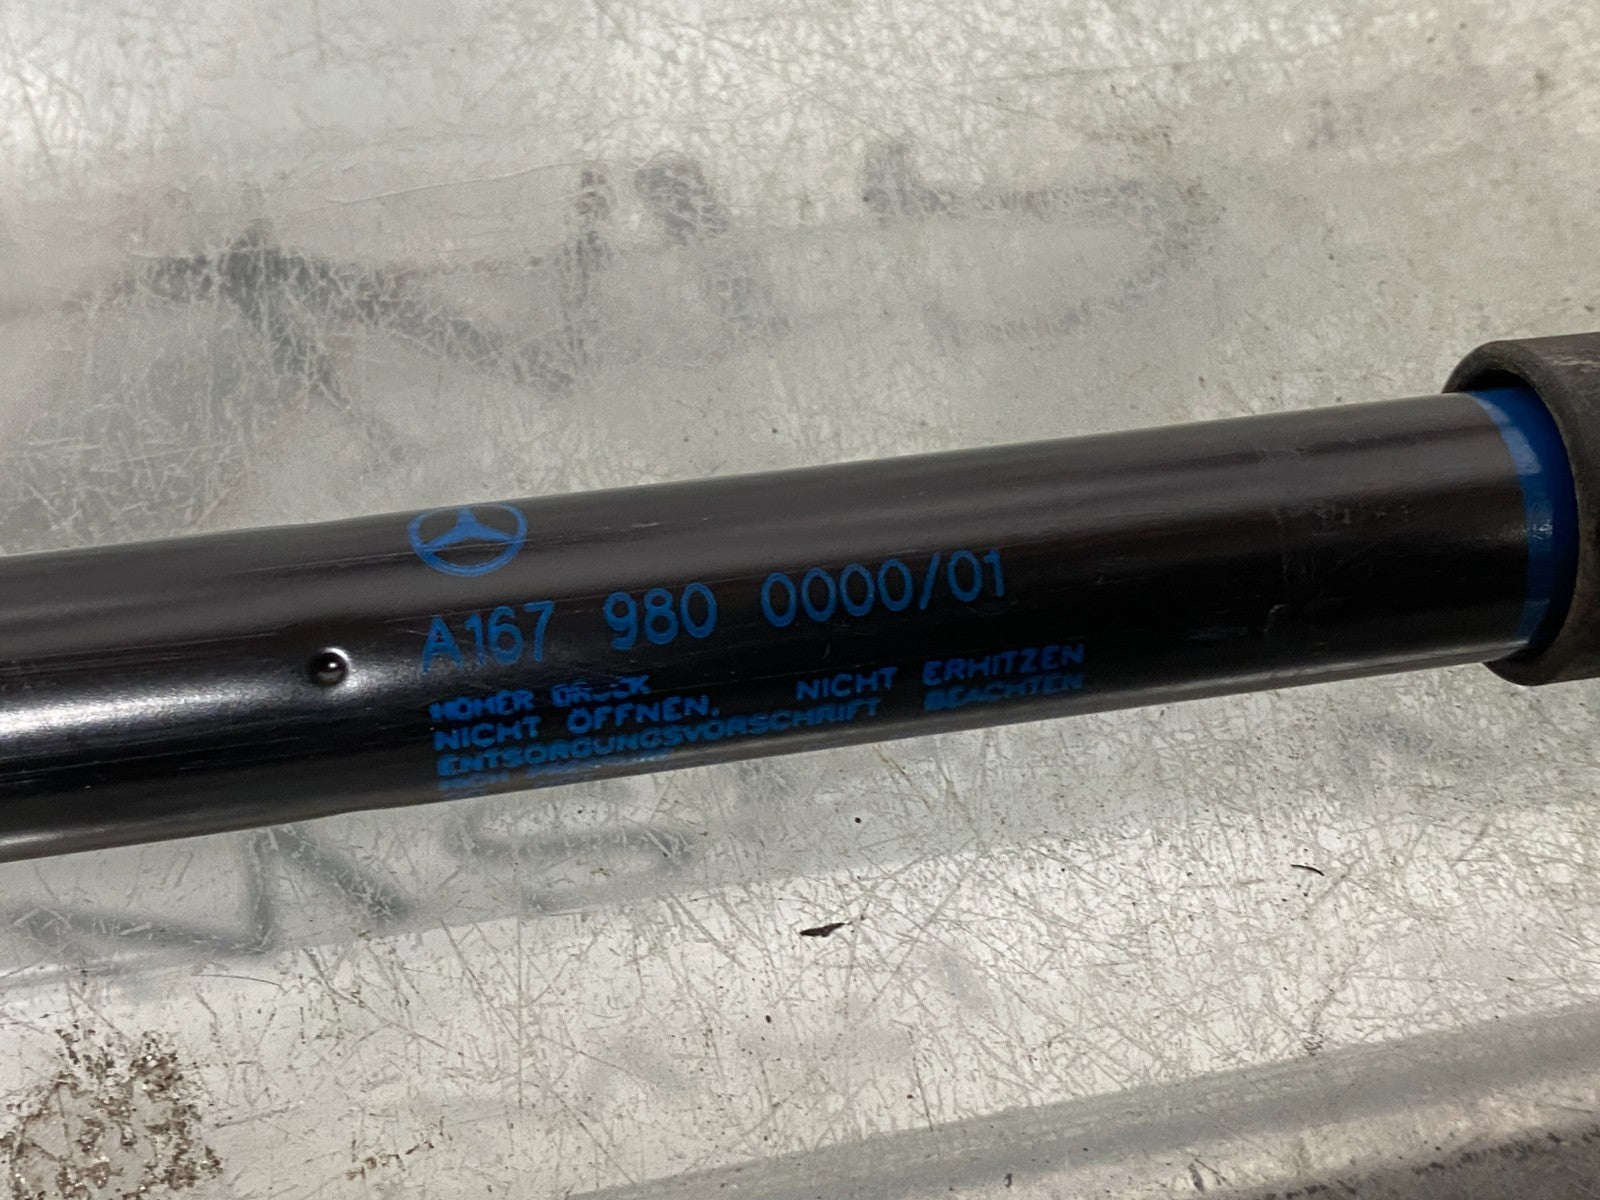 A167 980 0000/01
HOHER DRUCK
NICHT ÖFFNEN. NICHT ERHITZEN
ENTSORGUNGSVORSCHRIFT BEACHTEN